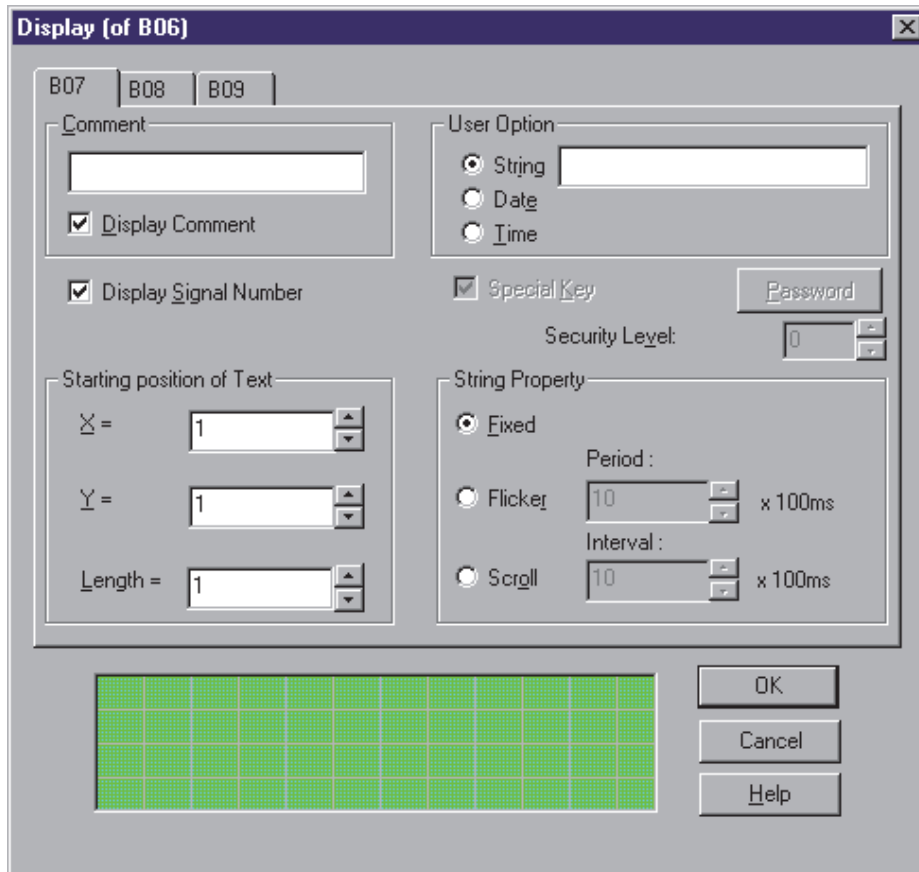 Display (of B06)
B07 B08 B09
Comment
Display Comment
User Option
String
Date
Time
Display Signal Number
Special Key
Password
Security Level:
0
Starting position of Text
X =
1
Y =
1
Length =
1
String Property
Fixed
Period :
Flicker
10
x 100ms
Interval :
Scroll
10
x 100ms
OK
Cancel
Help